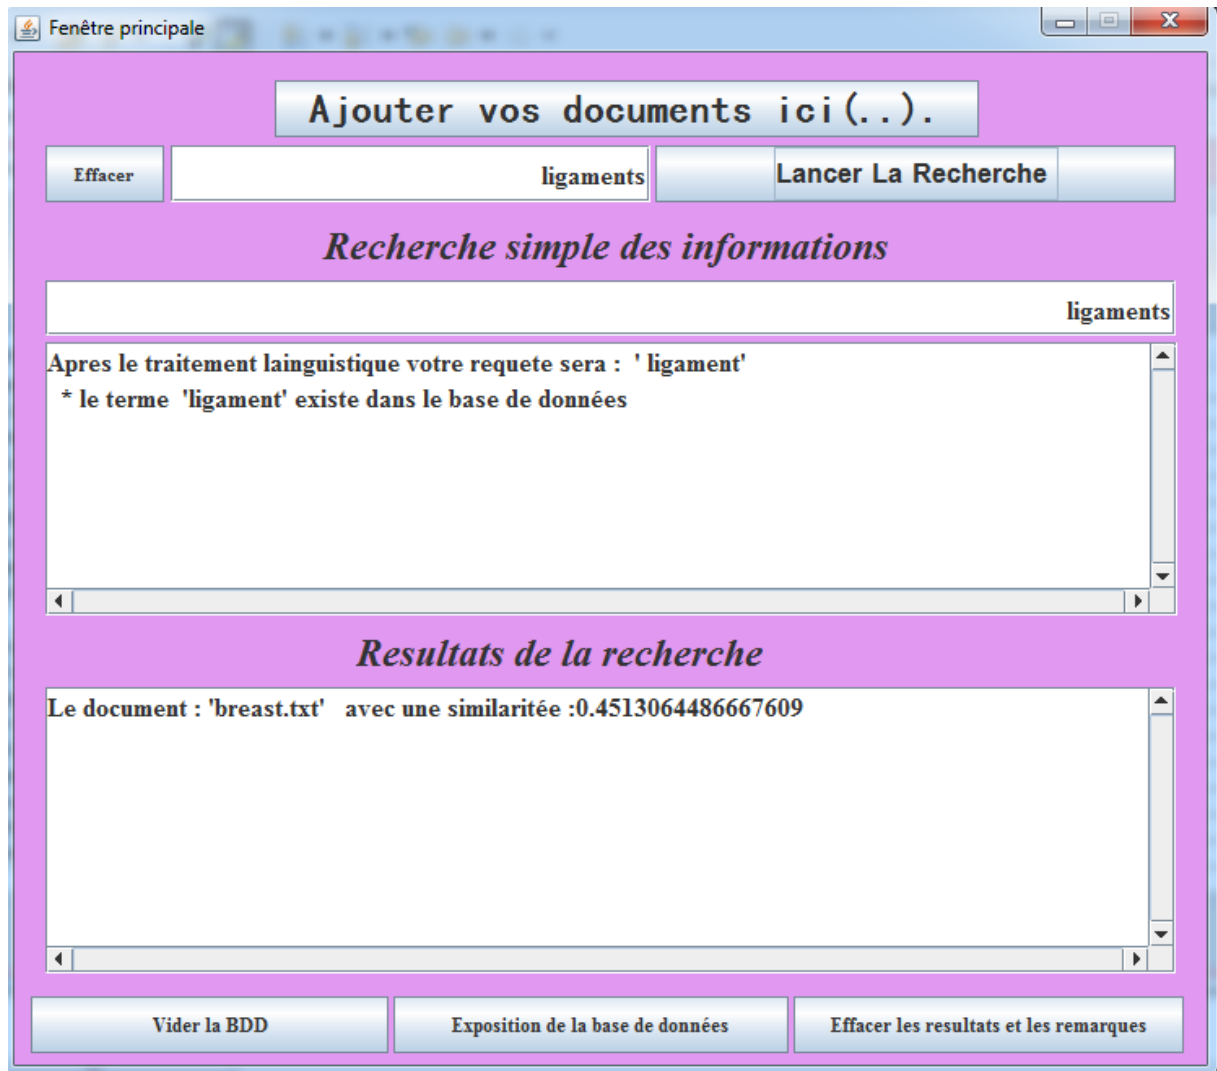 Fenêtre principale
Ajouter vos documents ici(..).
Effacer
ligaments
Lancer La Recherche
Recherche simple des informations
ligaments
Apres le traitement lainguistique votre requete sera : ' ligament'
* le terme 'ligament' existe dans le base de données
Resultats de la recherche
Le document : 'breast.txt' avec une similaritée :0.4513064486667609
Vider la BDD
Exposition de la base de données
Effacer les resultats et les remarques